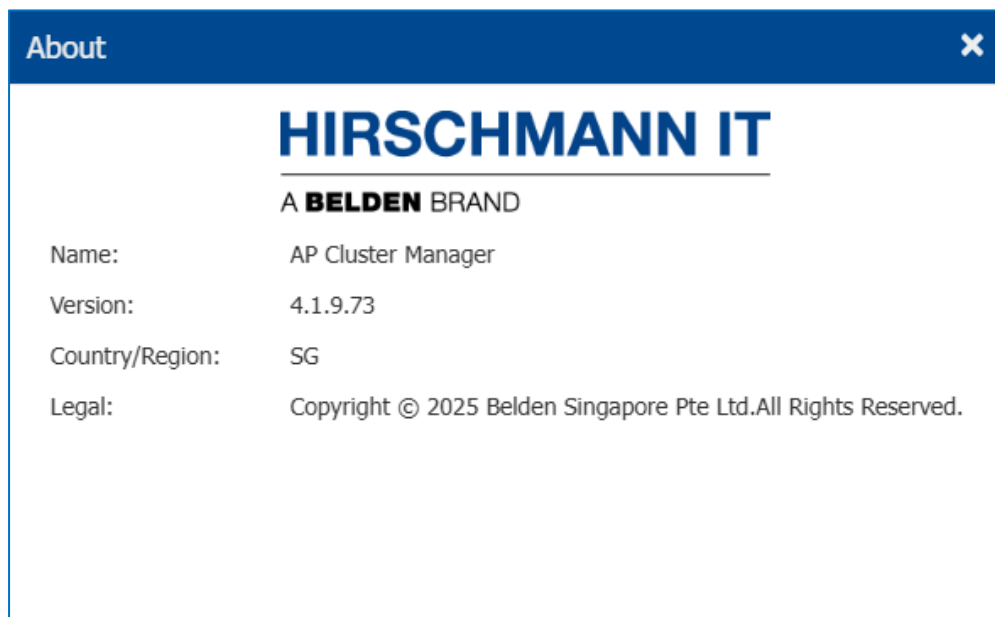 About
HIRSCHMANN IT
A BELDEN BRAND
Name: AP Cluster Manager
Version: 4.1.9.73
Country/Region: SG
Legal: Copyright © 2025 Belden Singapore Pte Ltd.All Rights Reserved.